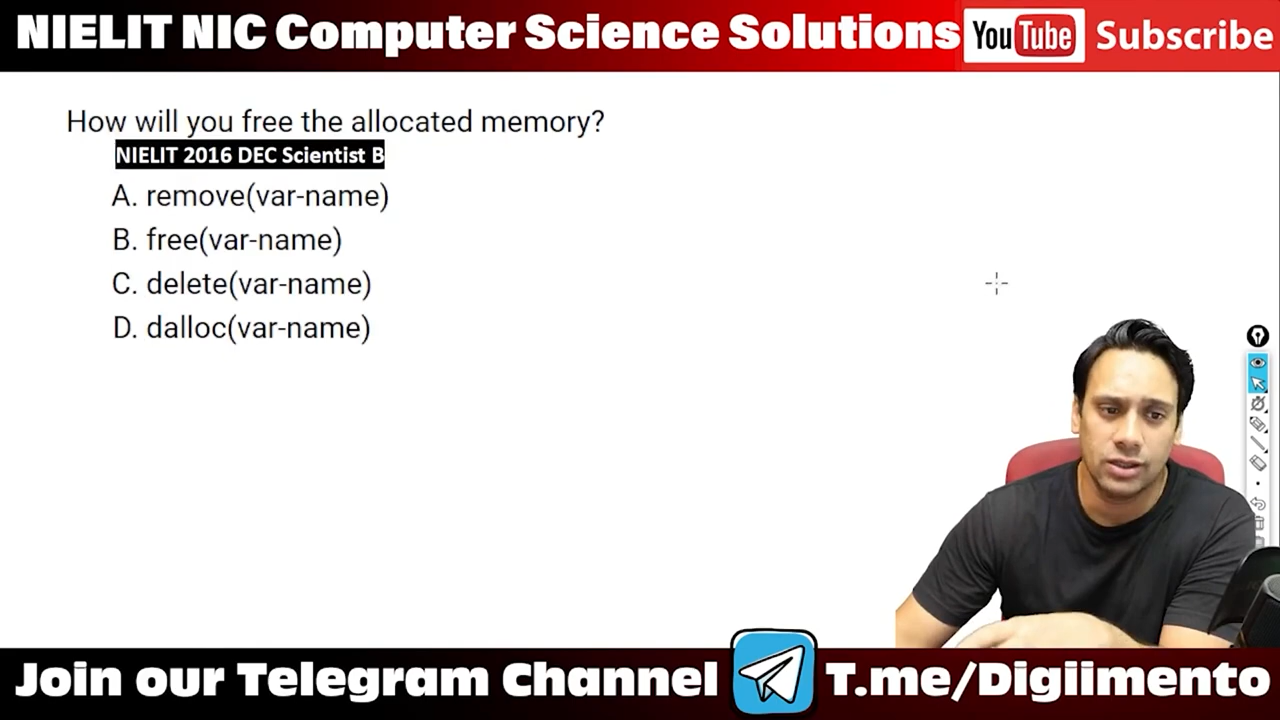 NIELIT NIC Computer Science Solutions YouTube Subscribe
How will you free the allocated memory?
NIELIT 2016 DEC Scientist B
A. remove(var-name)
B. free(var-name)
C. delete(var-name)
D. dalloc(var-name)
Join our Telegram Channel T.me/Digiimento